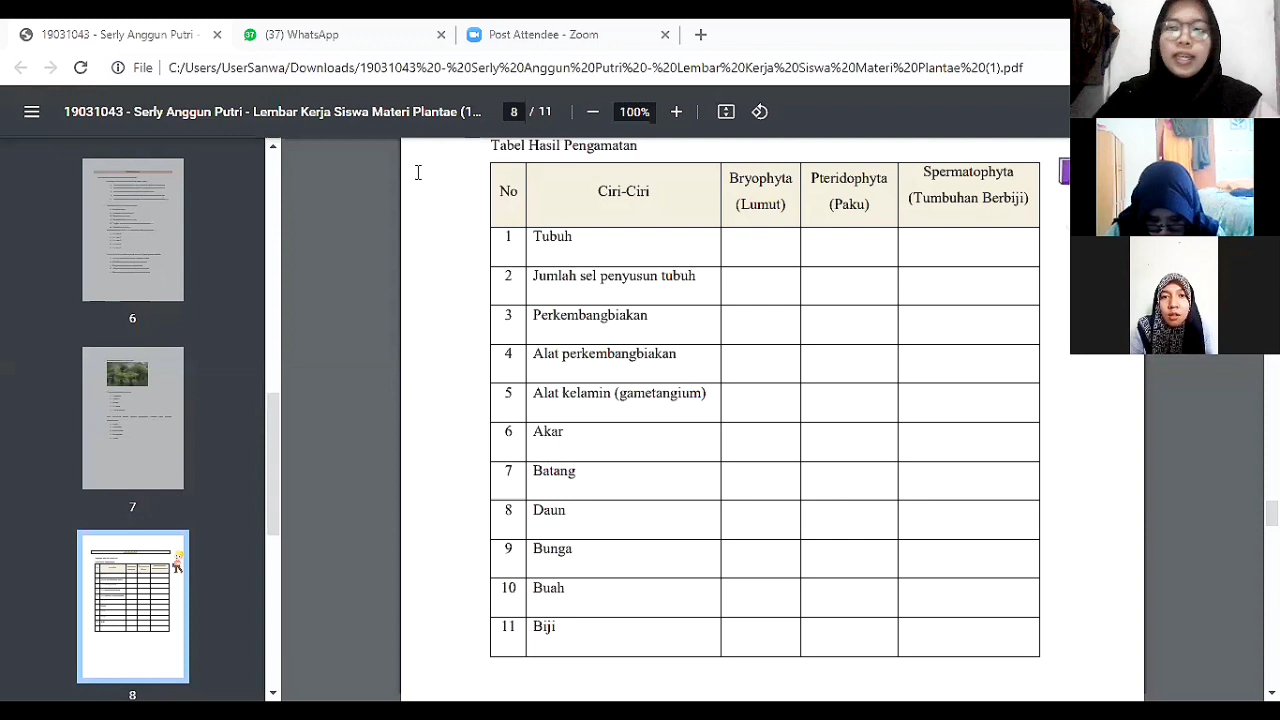 19031043 - Serly Anggun Putri -
(37) WhatsApp
Post Attendee - Zoom
File
C:/Users/UserSanwa/Downloads/19031043%20-%20Serly%20Anggun%20Putri%20-%20Lembar%20Kerja%20Siswa%20Materi%20Plantae%20(1).pdf
19031043 - Serly Anggun Putri - Lembar Kerja Siswa Materi Plantae (1...
8 / 11
100%
6
7
8
Tabel Hasil Pengamatan
No
Ciri-Ciri
Bryophyta
(Lumut)
Pteridophyta
(Paku)
Spermatophyta
(Tumbuhan Berbiji)
1 Tubuh
2 Jumlah sel penyusun tubuh
3 Perkembangbiakan
4 Alat perkembangbiakan
5 Alat kelamin (gametangium)
6 Akar
7 Batang
8 Daun
9 Bunga
10 Buah
11 Biji